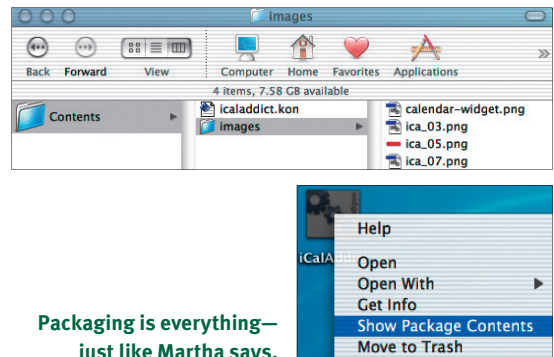 images
Back Forward View Computer Home Favorites Applications
4 items, 7.58 GB available
Contents
icaladdict.kon
images
calendar-widget.png
ica_03.png
ica_05.png
ica_07.png
Help
Open
Open With
Get Info
Show Package Contents
Move to Trash
Packaging is everything—
just like Martha says.